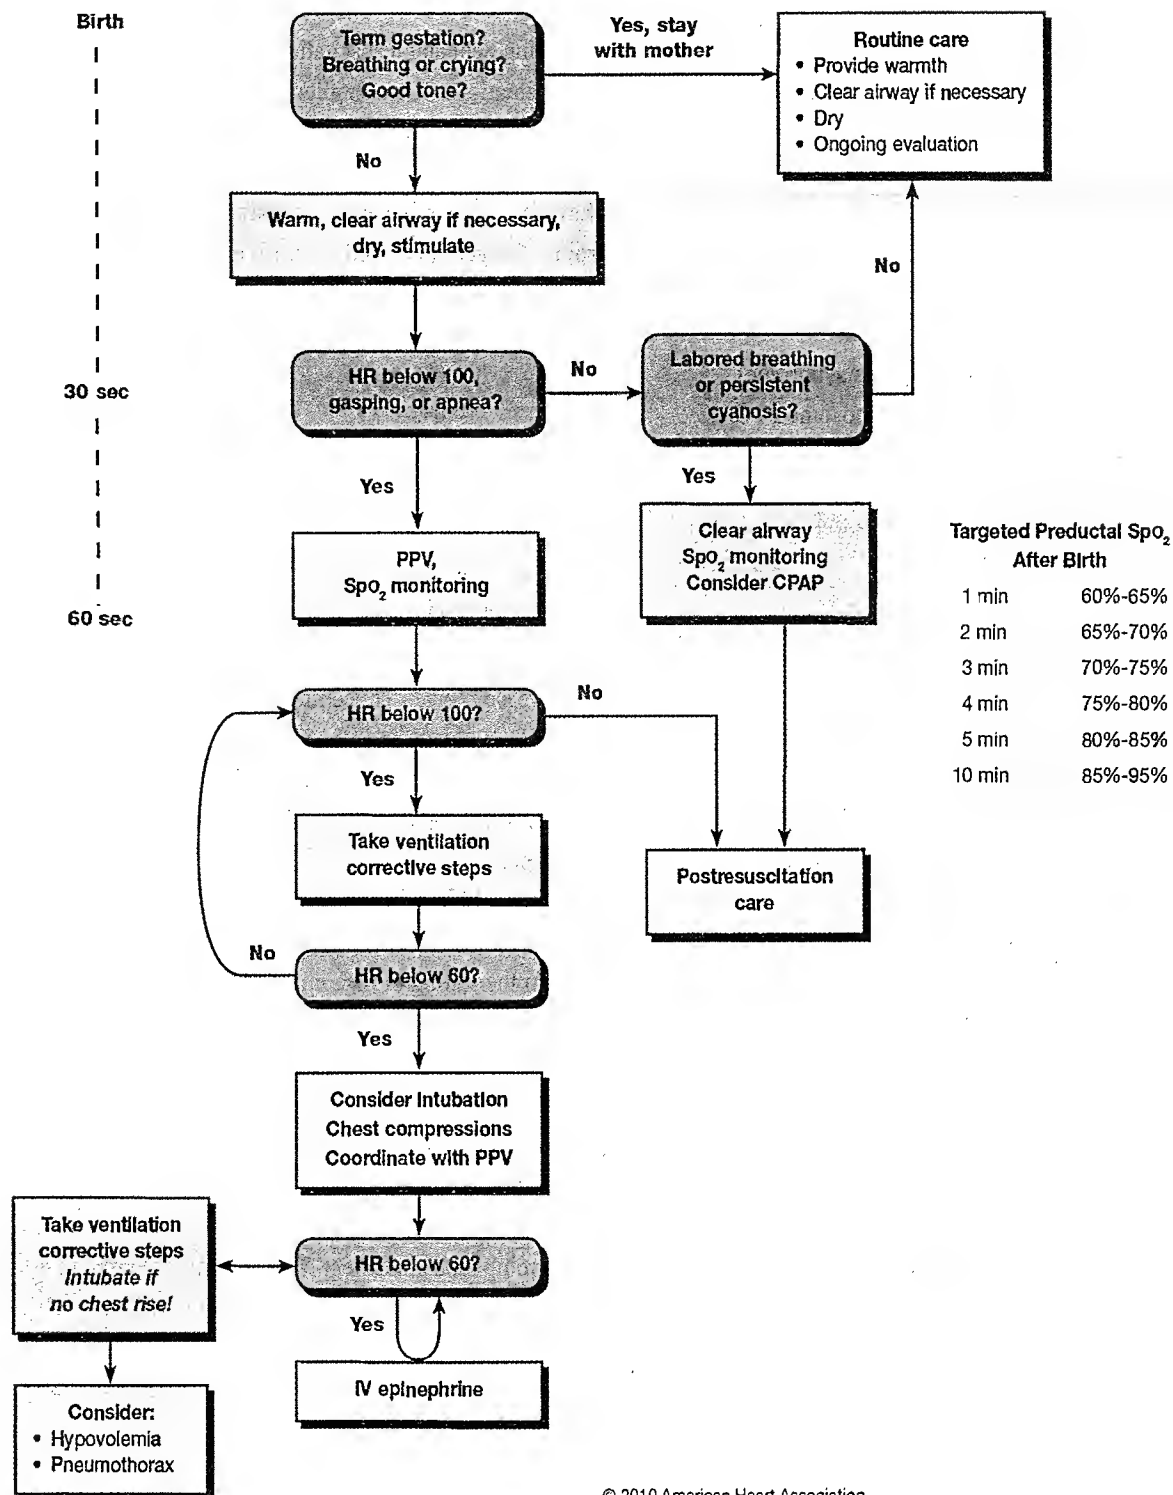 Birth
Term gestation?
Breathing or crying?
Good tone?
Yes, stay
with mother
Routine care
• Provide warmth
• Clear airway if necessary
• Dry
• Ongoing evaluation
No
Warm, clear airway if necessary,
dry, stimulate
No
30 sec
HR below 100,
gasping, or apnea?
No
Labored breathing
or persistent
cyanosis?
Yes
Yes
PPV,
SpO₂ monitoring
Clear airway
SpO₂ monitoring
Consider CPAP
60 sec
Targeted Preductal SpO₂
After Birth
1 min 60%-65%
2 min 65%-70%
3 min 70%-75%
4 min 75%-80%
5 min 80%-85%
10 min 85%-95%
HR below 100?
No
Yes
Take ventilation
corrective steps
Postresuscitation
care
No
HR below 60?
Yes
Consider intubation
Chest compressions
Coordinate with PPV
Take ventilation
corrective steps
Intubate if
no chest rise!
HR below 60?
Yes
IV epinephrine
Consider:
• Hypovolemia
• Pneumothorax
© 2010 American Heart Association